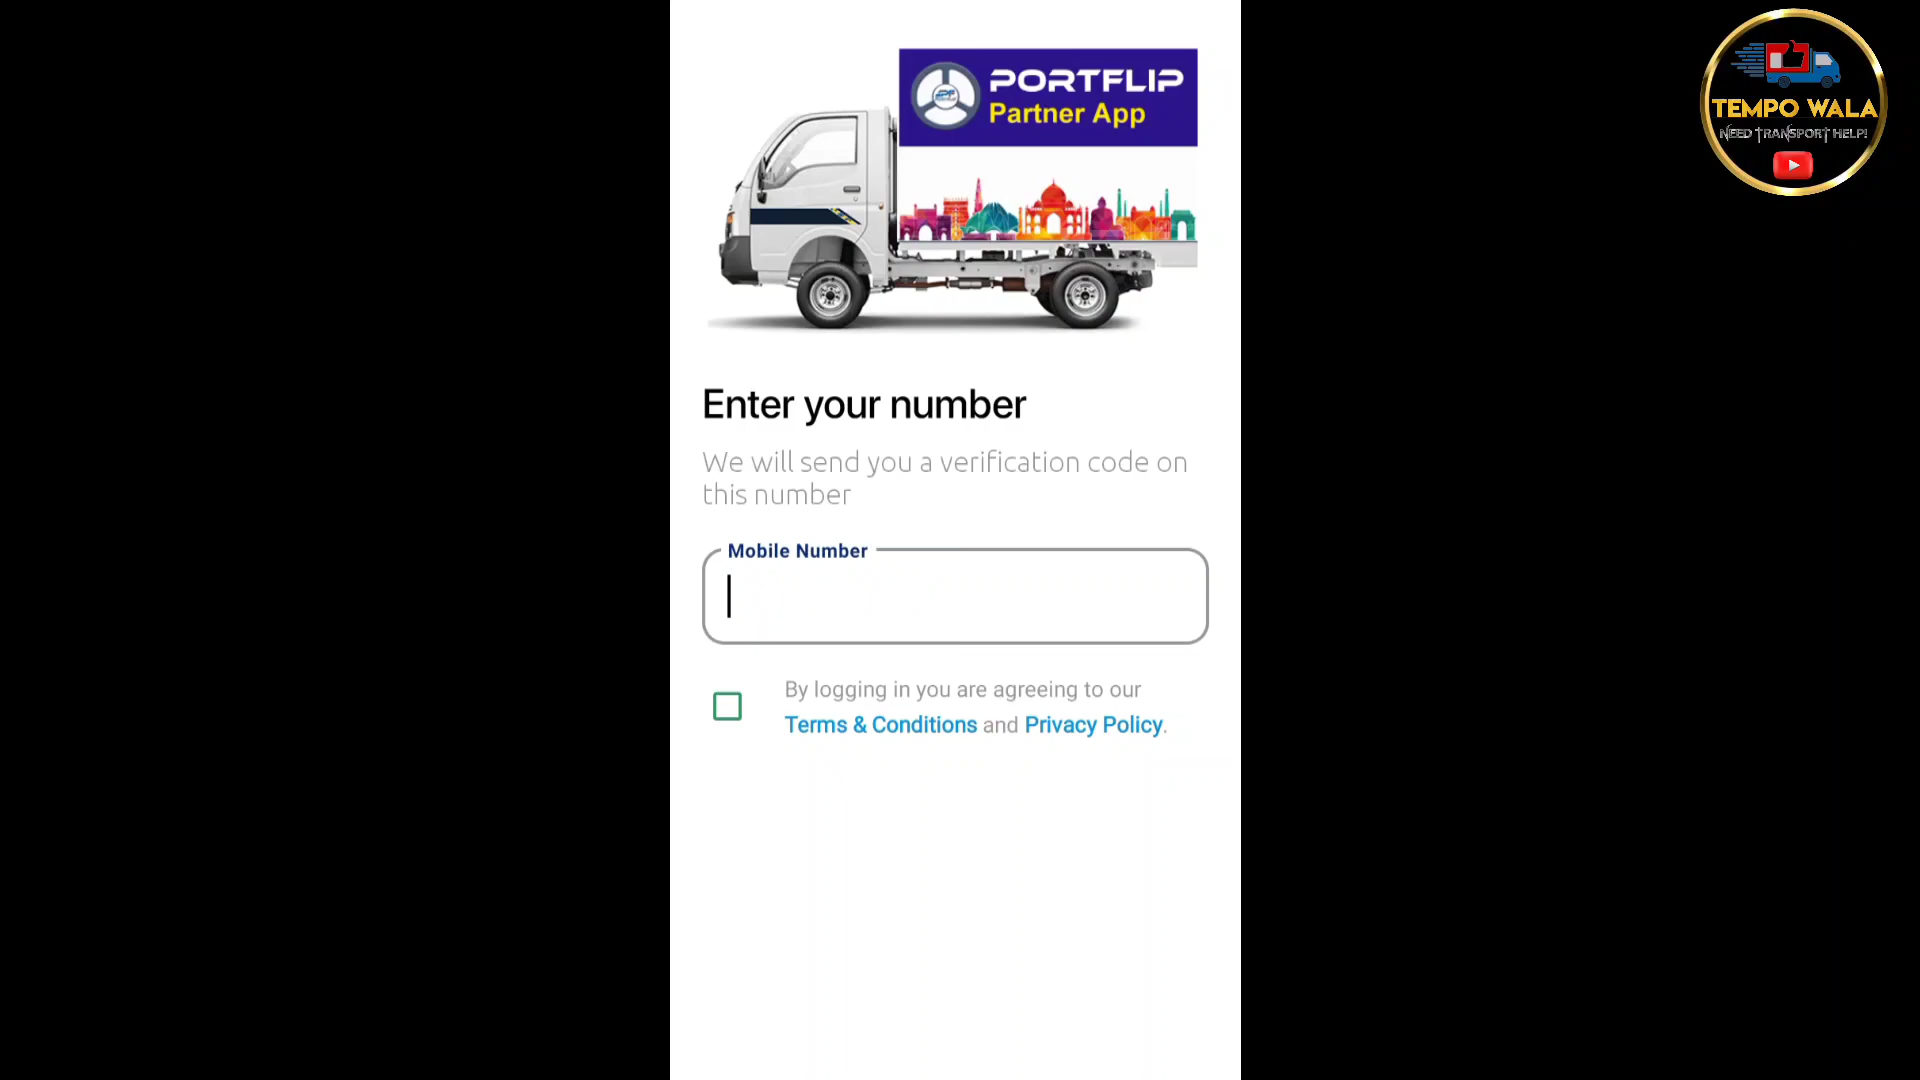 PORTFLIP
Partner App
TEMPO WALA
NEED TRANSPORT HELP!
Enter your number
We will send you a verification code on
this number
Mobile Number
By logging in you are agreeing to our
Terms & Conditions and Privacy Policy.